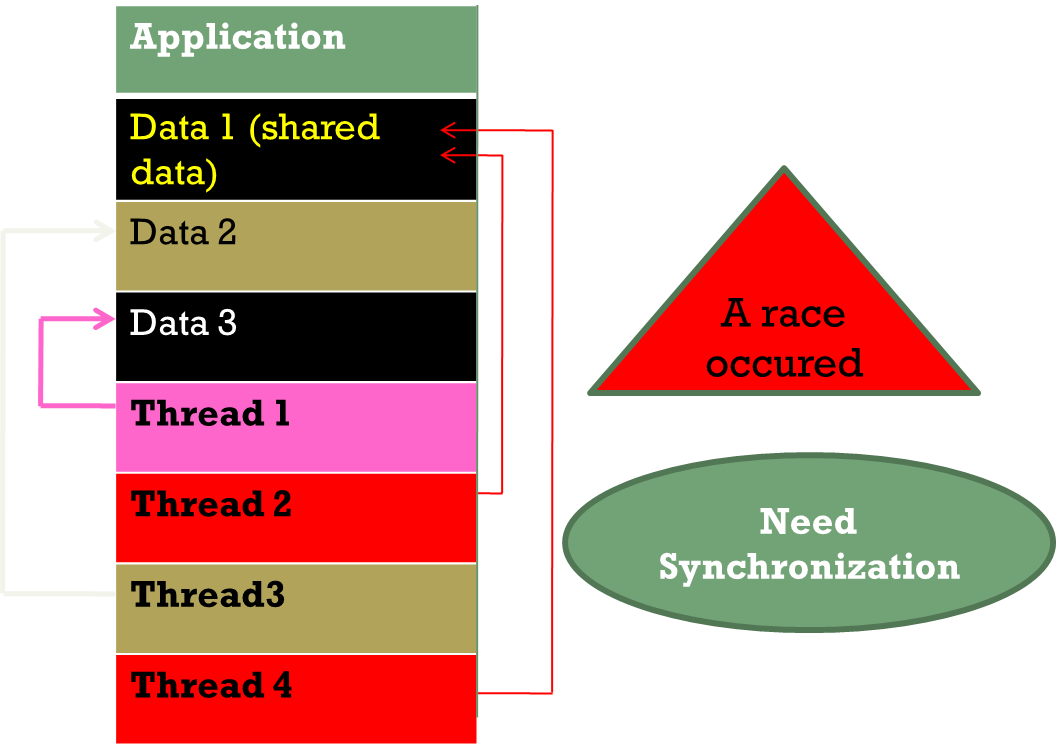 Application
Data 1 (shared
data)
Data 2
Data 3
Thread 1
Thread 2
Thread3
Thread 4
A race
occured
Need
Synchronization